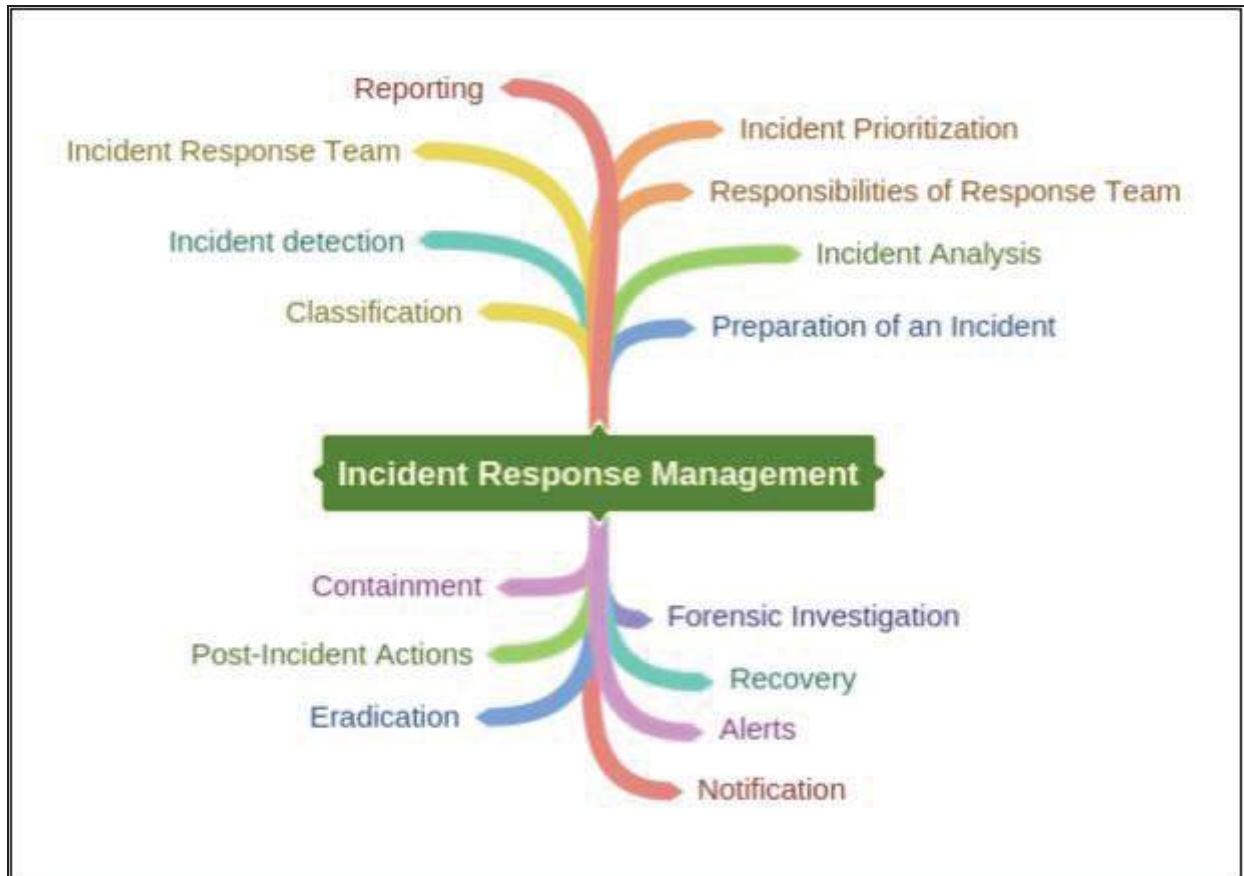 Reporting
Incident Prioritization
Incident Response Team
Responsibilities of Response Team
Incident detection
Incident Analysis
Classification
Preparation of an Incident
Incident Response Management
Containment
Forensic Investigation
Post-Incident Actions
Recovery
Eradication
Alerts
Notification